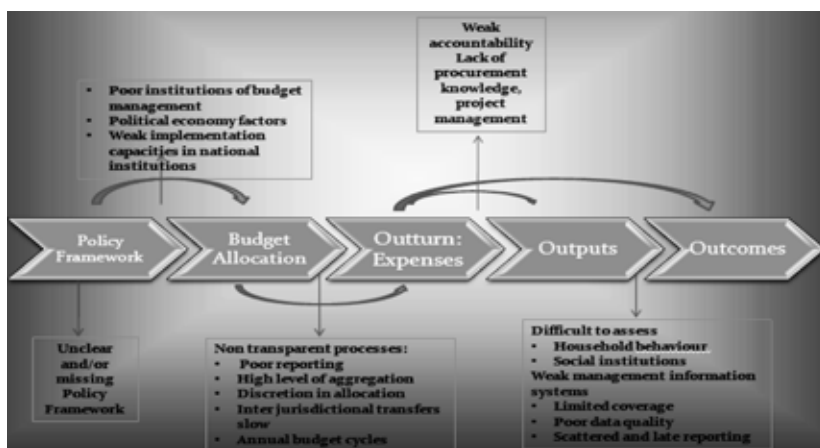 Weak
accountability
Lack of
procurement
knowledge,
project
management
• Poor institutions of budget
management
• Political economy factors
• Weak implementation
capacities in national
institutions
Policy
Framework
Budget
Allocation
Outturn:
Expenses
Outputs
Outcomes
Unclear
and/or
missing
Policy
Framework
Non transparent processes:
• Poor reporting
• High level of aggregation
• Discretion in allocation
• Inter jurisdictional transfers
slow
• Annual budget cycles
Difficult to assess
• Household behaviour
• Social institutions
Weak management information
systems
• Limited coverage
• Poor data quality
• Scattered and late reporting